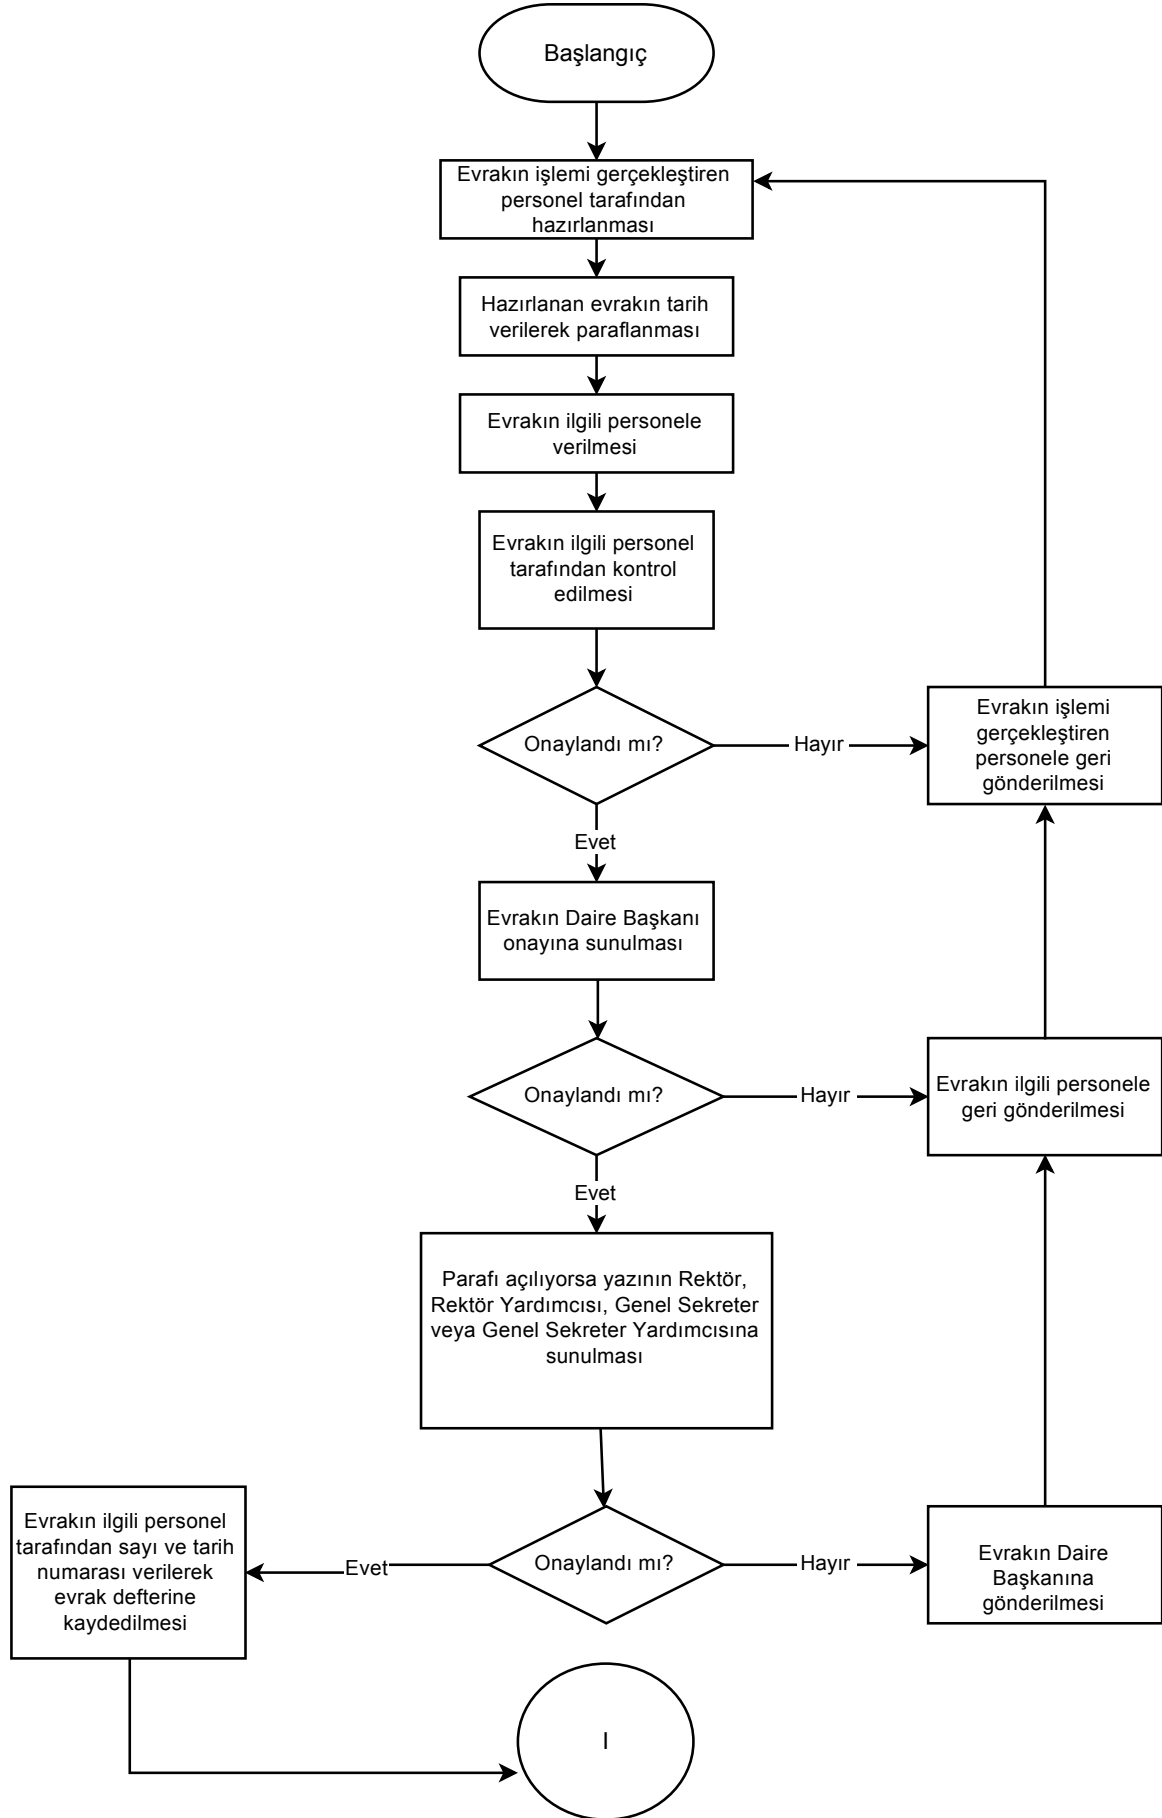 Başlangıç
Evrakın işlemi gerçekleştiren
personel tarafından
hazırlanması
Hazırlanan evrakın tarih
verilerek paraflanması
Evrakın ilgili personele
verilmesi
Evrakın ilgili personel
tarafından kontrol
edilmesi
Onaylandı mı?
Hayır
Evrakın işlemi
gerçekleştiren
personele geri
gönderilmesi
Evet
Evrakın Daire Başkanı
onayına sunulması
Onaylandı mı?
Hayır
Evrakın ilgili personele
geri gönderilmesi
Evet
Parafı açılıyorsa yazının Rektör,
Rektör Yardımcısı, Genel Sekreter
veya Genel Sekreter Yardımcısına
sunulması
Evrakın ilgili personel
tarafından sayı ve tarih
numarası verilerek
evrak defterine
kaydedilmesi
Evet
Onaylandı mı?
Hayır
Evrakın Daire
Başkanına
gönderilmesi
I